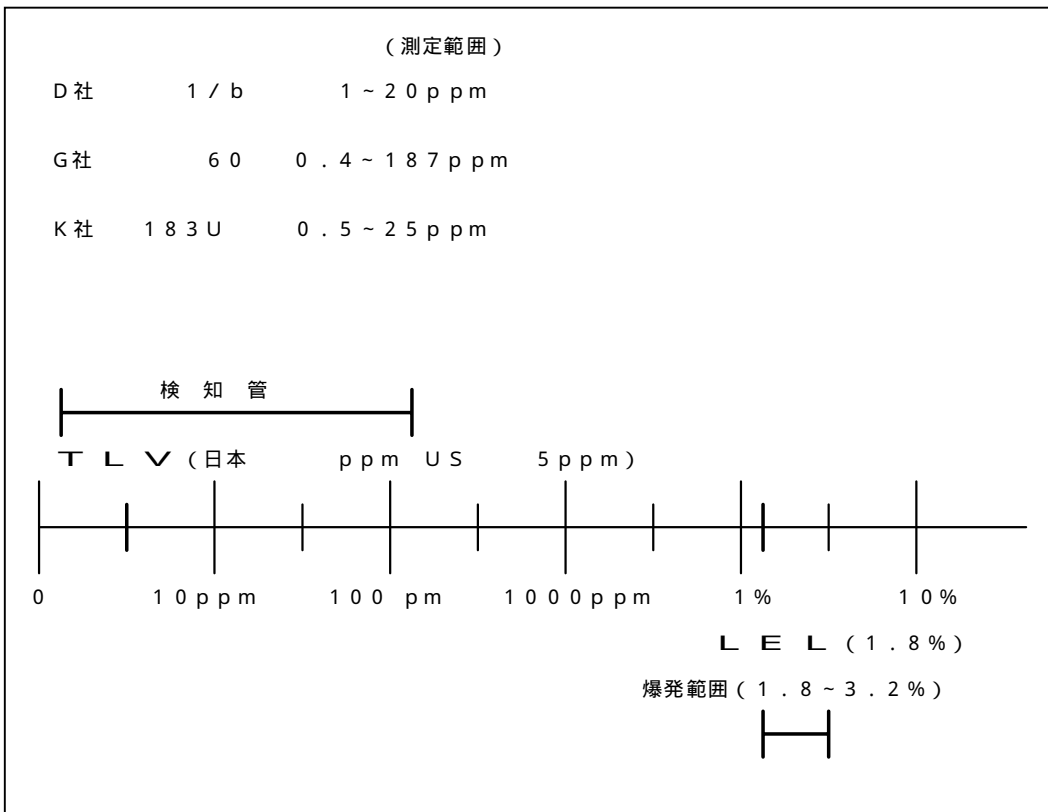 (測定範囲)
D社 1/b 1~20ppm
G社 60 0.4~187ppm
K社 183U 0.5~25ppm
検 知 管
TLV(日本 ppm US 5ppm)
0 10ppm 100 pm 1000ppm 1% 10%
LEL(1.8%)
爆発範囲(1.8~3.2%)